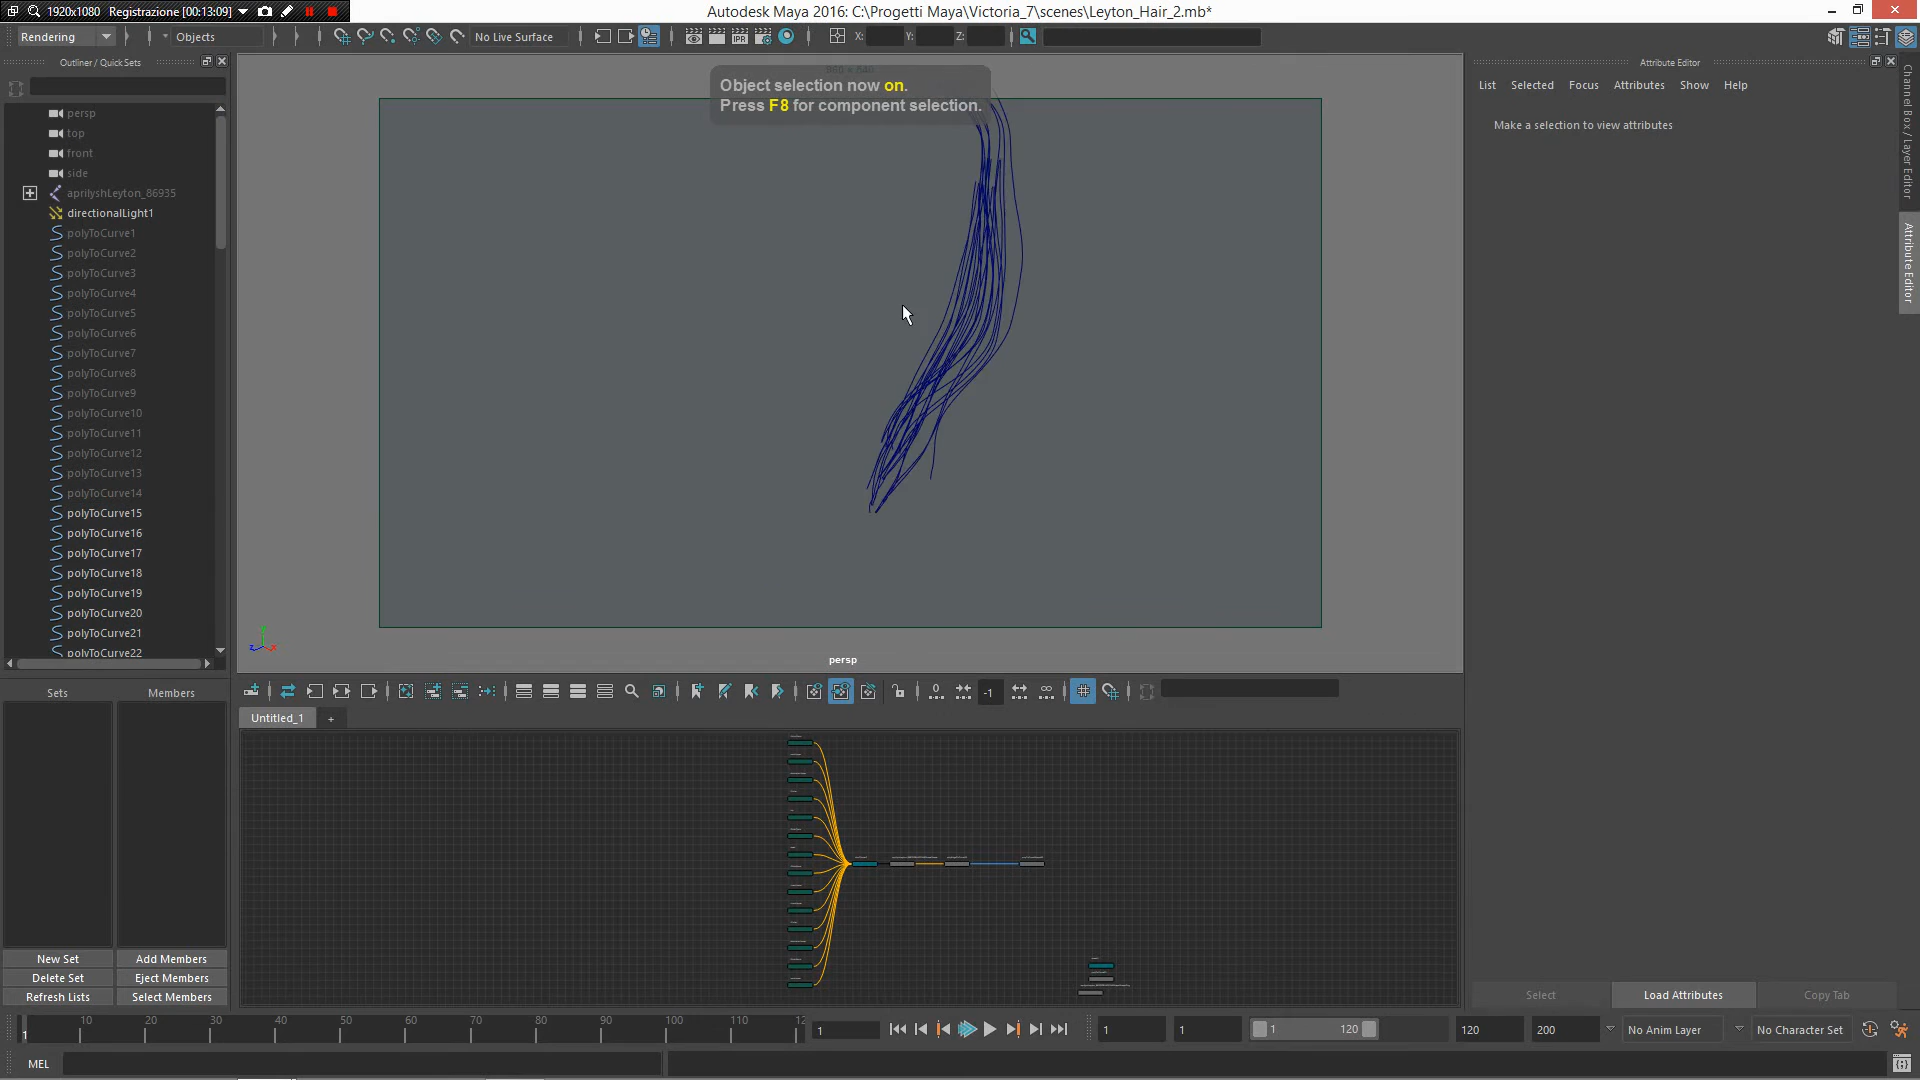 1920x1080 Registrazione [00:13:09]
Autodesk Maya 2016: C:\Progetti Maya\Victoria_7\scenes\Leyton_Hair_2.mb*
Rendering
Objects
No Live Surface
IPR
X:
Y:
Z:
Outliner / Quick Sets
persp
top
front
side
aprilyshLeyton_86935
directionalLight1
polyToCurve1
polyToCurve2
polyToCurve3
polyToCurve4
polyToCurve5
polyToCurve6
polyToCurve7
polyToCurve8
polyToCurve9
polyToCurve10
polyToCurve11
polyToCurve12
polyToCurve13
polyToCurve14
polyToCurve15
polyToCurve16
polyToCurve17
polyToCurve18
polyToCurve19
polyToCurve20
polyToCurve21
polyToCurve22
Object selection now on.
Press F8 for component selection.
persp
Attribute Editor
List Selected Focus Attributes Show Help
Make a selection to view attributes
Channel Box / Layer Editor
Attribute Editor
Sets
Members
0
-1
Untitled_1
+
New Set
Add Members
Delete Set
Eject Members
Refresh Lists
Select Members
Select
Load Attributes
Copy Tab
1
10 20 30 40 50 60 70 80 90 100 110 12
1
1
1
1
120
120
200
No Anim Layer
No Character Set
MEL